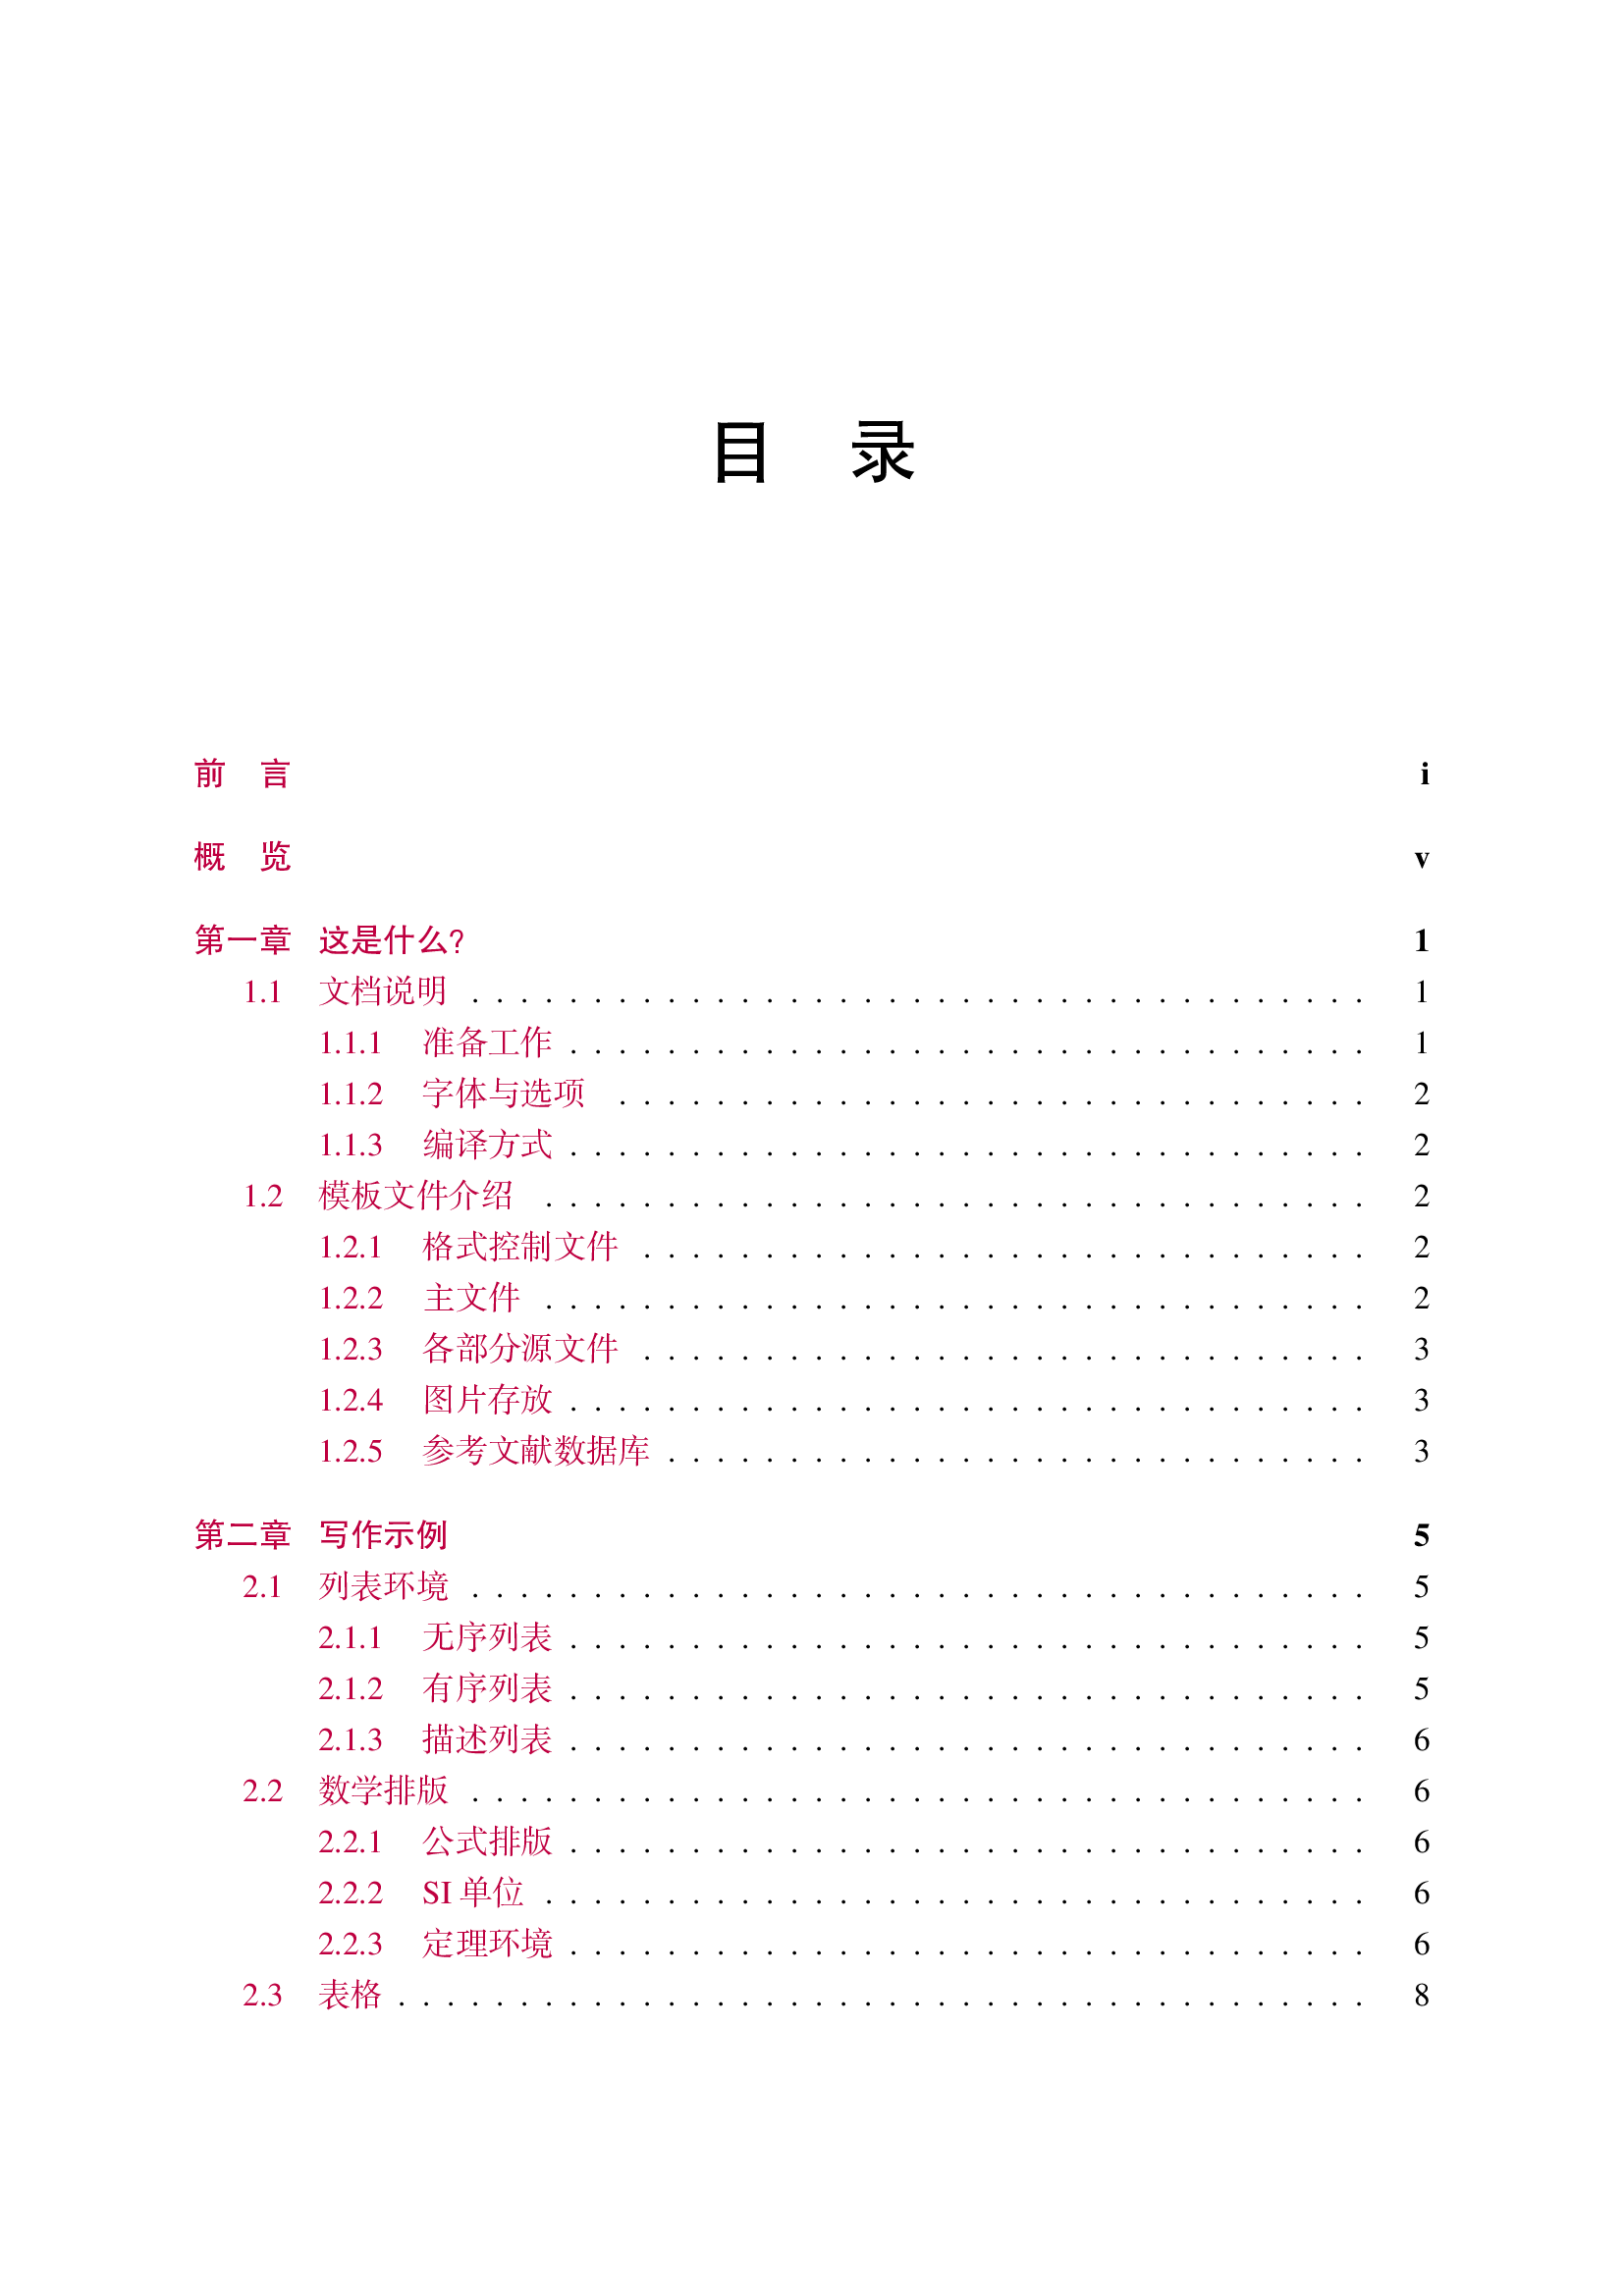 目 录
前 言 i
概 览 v
第一章 这是什么? 1
1.1 文档说明 . . . . . . . . . . . . . . . . . . . . . . . . . . . . . . . . . . . . . 1
1.1.1 准备工作 . . . . . . . . . . . . . . . . . . . . . . . . . . . . . . . . . 1
1.1.2 字体与选项 . . . . . . . . . . . . . . . . . . . . . . . . . . . . . . . 2
1.1.3 编译方式 . . . . . . . . . . . . . . . . . . . . . . . . . . . . . . . . . 2
1.2 模板文件介绍 . . . . . . . . . . . . . . . . . . . . . . . . . . . . . . . . . . 2
1.2.1 格式控制文件 . . . . . . . . . . . . . . . . . . . . . . . . . . . . . . 2
1.2.2 主文件 . . . . . . . . . . . . . . . . . . . . . . . . . . . . . . . . . . 2
1.2.3 各部分源文件 . . . . . . . . . . . . . . . . . . . . . . . . . . . . . . 3
1.2.4 图片存放 . . . . . . . . . . . . . . . . . . . . . . . . . . . . . . . . . 3
1.2.5 参考文献数据库 . . . . . . . . . . . . . . . . . . . . . . . . . . . . . 3
第二章 写作示例 5
2.1 列表环境 . . . . . . . . . . . . . . . . . . . . . . . . . . . . . . . . . . . . . 5
2.1.1 无序列表 . . . . . . . . . . . . . . . . . . . . . . . . . . . . . . . . . 5
2.1.2 有序列表 . . . . . . . . . . . . . . . . . . . . . . . . . . . . . . . . . 5
2.1.3 描述列表 . . . . . . . . . . . . . . . . . . . . . . . . . . . . . . . . . 6
2.2 数学排版 . . . . . . . . . . . . . . . . . . . . . . . . . . . . . . . . . . . . . 6
2.2.1 公式排版 . . . . . . . . . . . . . . . . . . . . . . . . . . . . . . . . . 6
2.2.2 SI 单位 . . . . . . . . . . . . . . . . . . . . . . . . . . . . . . . . . . 6
2.2.3 定理环境 . . . . . . . . . . . . . . . . . . . . . . . . . . . . . . . . . 6
2.3 表格 . . . . . . . . . . . . . . . . . . . . . . . . . . . . . . . . . . . . . . . . 8